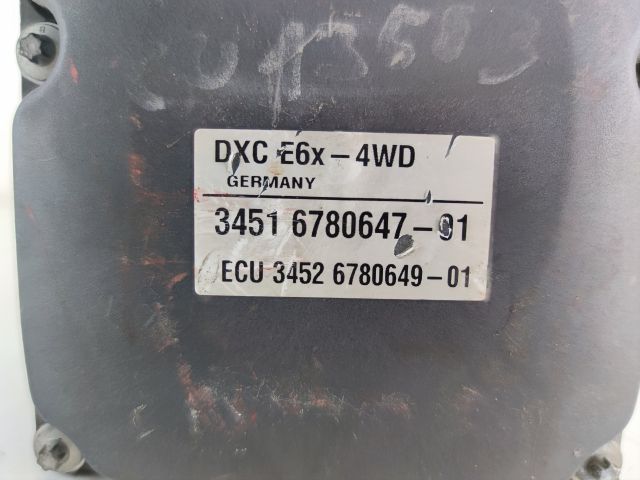 DXC E6x-4WD
GERMANY
3451 6780647-01
ECU 3452 6780649-01